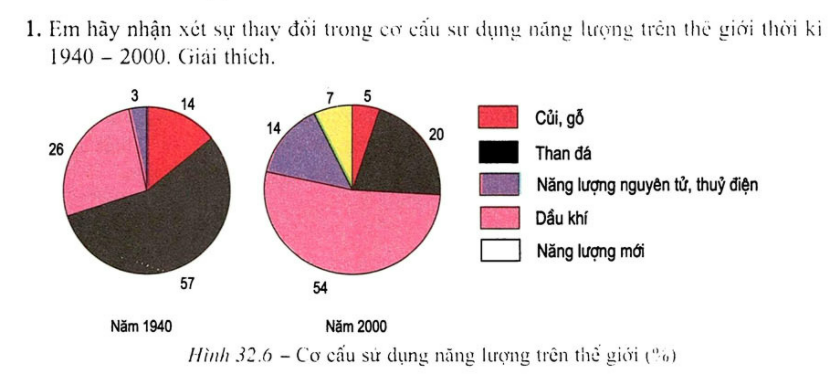 1. Em hãy nhận xét sự thay đổi trong cơ cấu sử dụng năng lượng trên thế giới thời kì
1940 – 2000. Giải thích.
3
14
26
57
Năm 1940
7
5
14
20
54
Năm 2000
Củi, gỗ
Than đá
Năng lượng nguyên tử, thuỷ điện
Dầu khí
Năng lượng mới
Hình 32.6 – Cơ cấu sử dụng năng lượng trên thế giới (%)